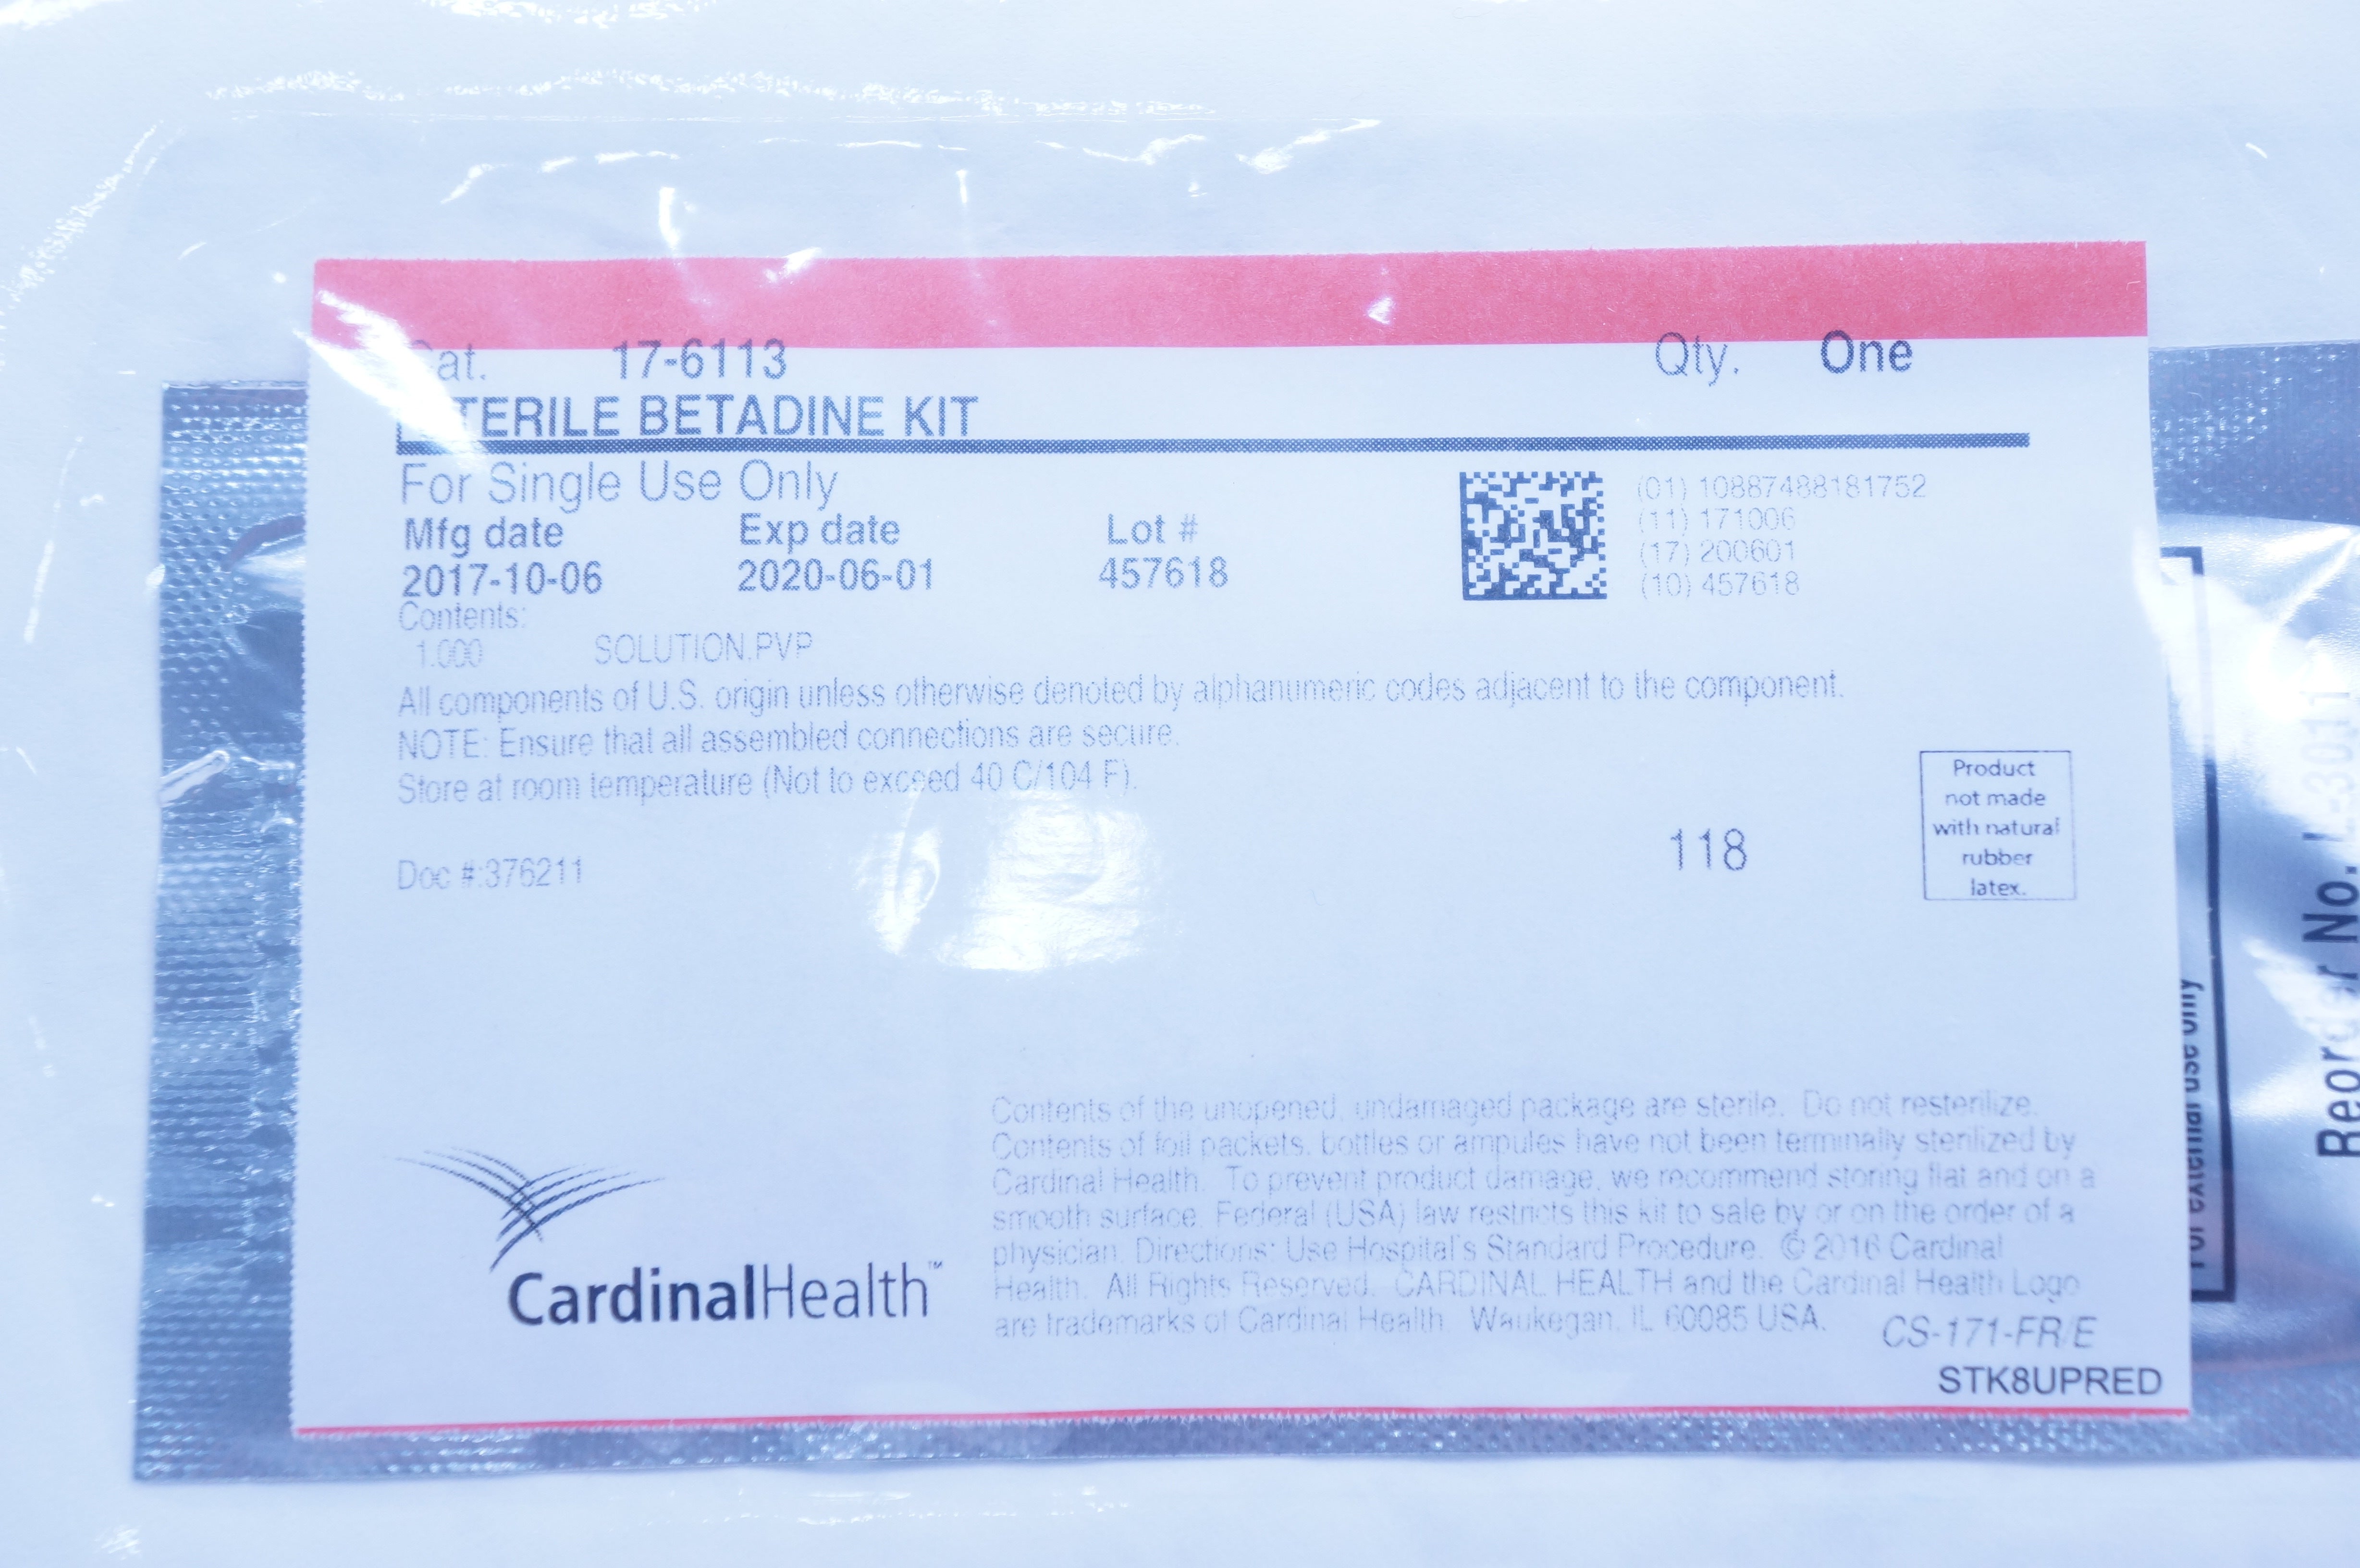 Cat. 17-6113 Qty. One
STERILE BETADINE KIT
For Single Use Only
Mfg date Exp date Lot #
2017-10-06 2020-06-01 457618
(01) 10887488181752
(11) 171006
(17) 200601
(10) 457618
Contents:
1.000 SOLUTION.PVP
All components of U.S. origin unless otherwise denoted by alphanumeric codes adjacent to the component.
NOTE: Ensure that all assembled connections are secure.
Store at room temperature (Not to exceed 40 C/104 F).
Doc #:376211
118
Product
not made
with natural
rubber
latex.
Contents of the unopened, undamaged package are sterile. Do not resterilize.
Contents of foil packets, bottles or ampules have not been terminally sterilized by
Cardinal Health. To prevent product damage, we recommend storing flat and on a
smooth surface. Federal (USA) law restricts this kit to sale by or on the order of a
physician. Directions: Use Hospital's Standard Procedure. © 2016 Cardinal
Health. All Rights Reserved. CARDINAL HEALTH and the Cardinal Health Logo
are trademarks of Cardinal Health. Waukegan, IL 60085 USA.
CS-171-FR/E
STK8UPRED
CardinalHealth™
For external use only
Reorder No. L-3011